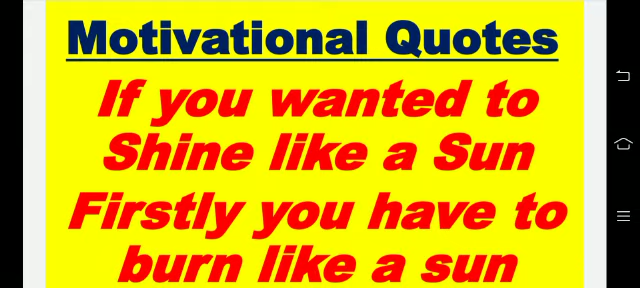 Motivational Quotes
If you wanted to
Shine like a Sun
Firstly you have to
burn like a sun